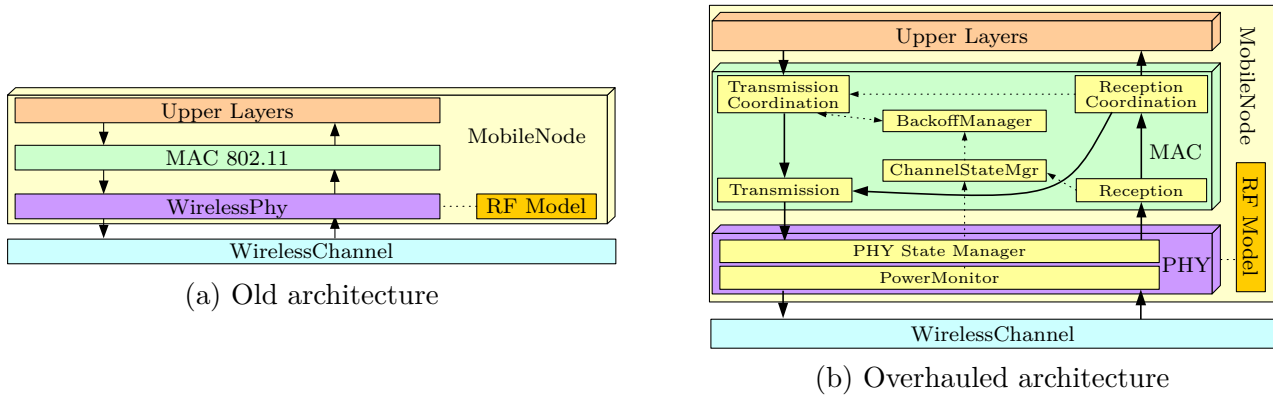 Upper Layers
MobileNode
MAC 802.11
WirelessPhy
RF Model
WirelessChannel
(a) Old architecture
Upper Layers
MobileNode
Transmission
Coordination
Reception
Coordination
BackoffManager
MAC
ChannelStateMgr
Transmission
Reception
RF Model
PHY State Manager
PHY
PowerMonitor
WirelessChannel
(b) Overhauled architecture